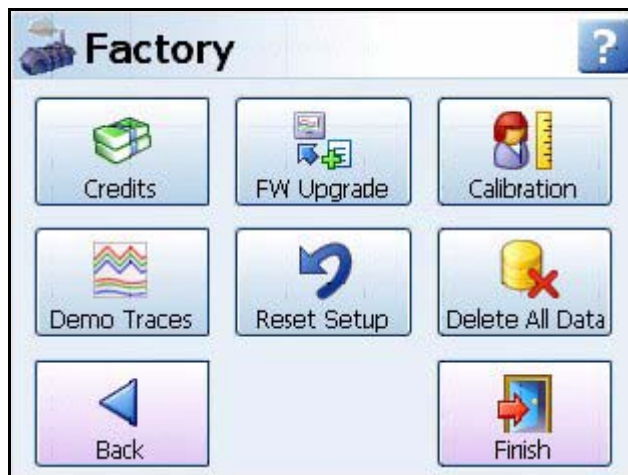 Factory
?
Credits
FW Upgrade
Calibration
Demo Traces
Reset Setup
Delete All Data
Back
Finish